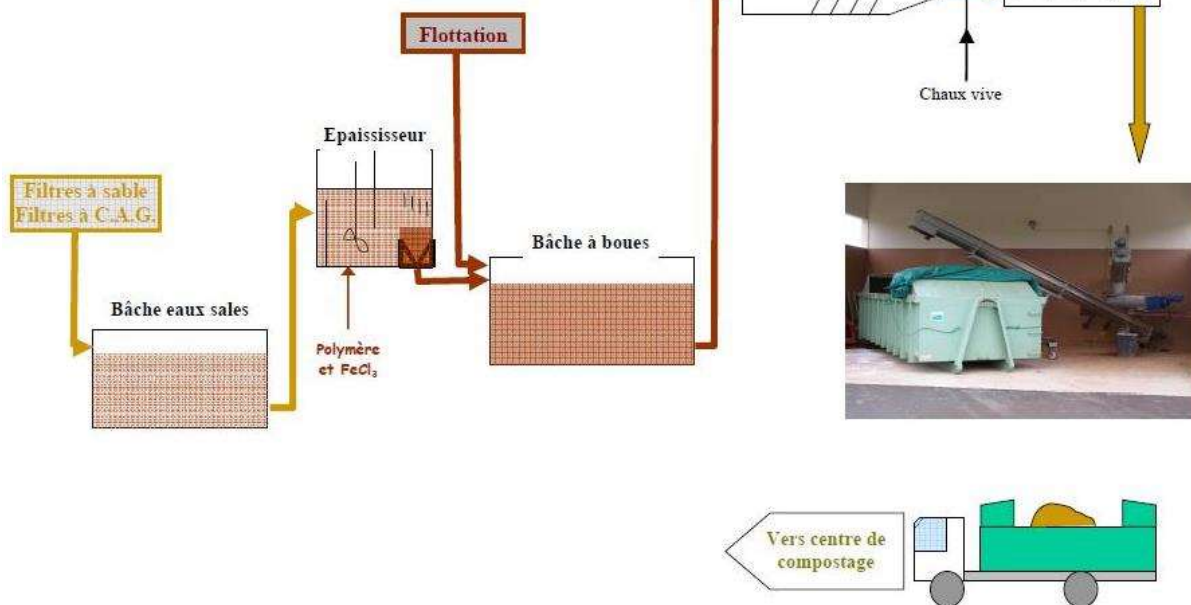 Flottation
Chaux vive
Epaississeur
Filtres à sable
Filtres à C.A.G.
Bâche à boues
Bâche eaux sales
Polymère
et FeCl₃
Vers centre de
compostage